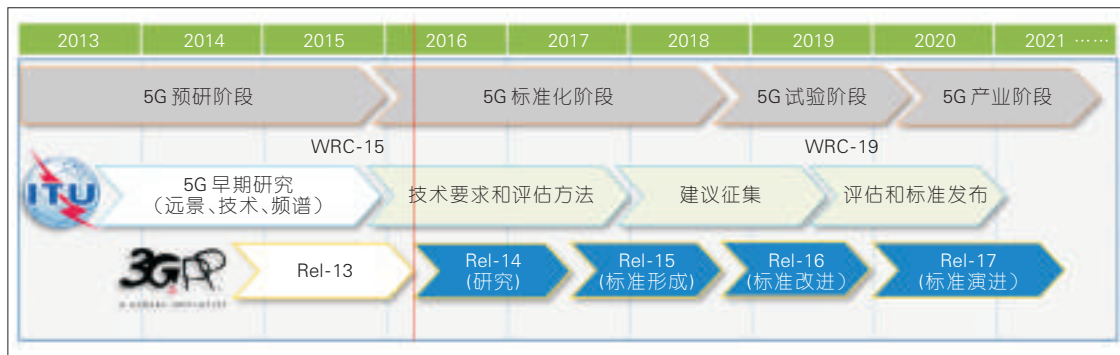 2013 2014 2015 2016 2017 2018 2019 2020 2021 ……
5G 预研阶段 5G 标准化阶段 5G 试验阶段 5G 产业阶段
WRC-15 WRC-19
ITU
5G 早期研究
（远景、技术、频谱） 技术要求和评估方法 建议征集 评估和标准发布
3GPP
Rel-13
Rel-14
(研究)
Rel-15
(标准形成)
Rel-16
(标准改进）
Rel-17
(标准演进）